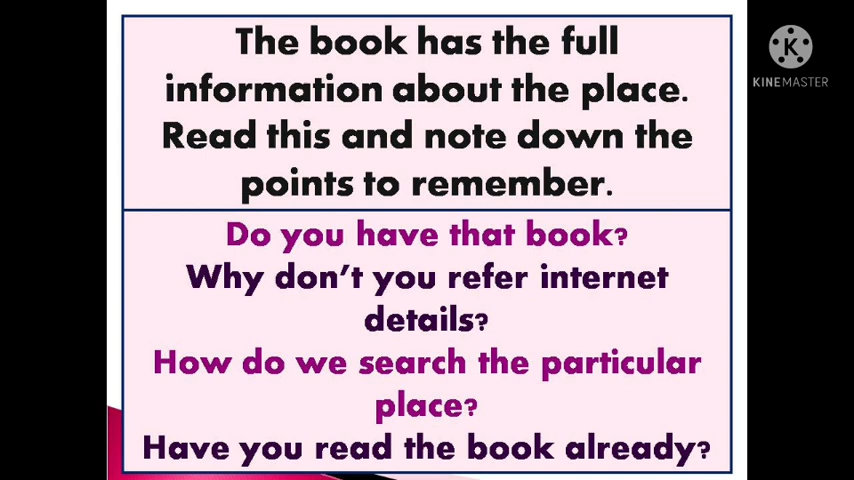 The book has the full
information about the place.
Read this and note down the
points to remember.
Do you have that book?
Why don't you refer internet
details?
How do we search the particular
place?
Have you read the book already?
K
KINEMASTER